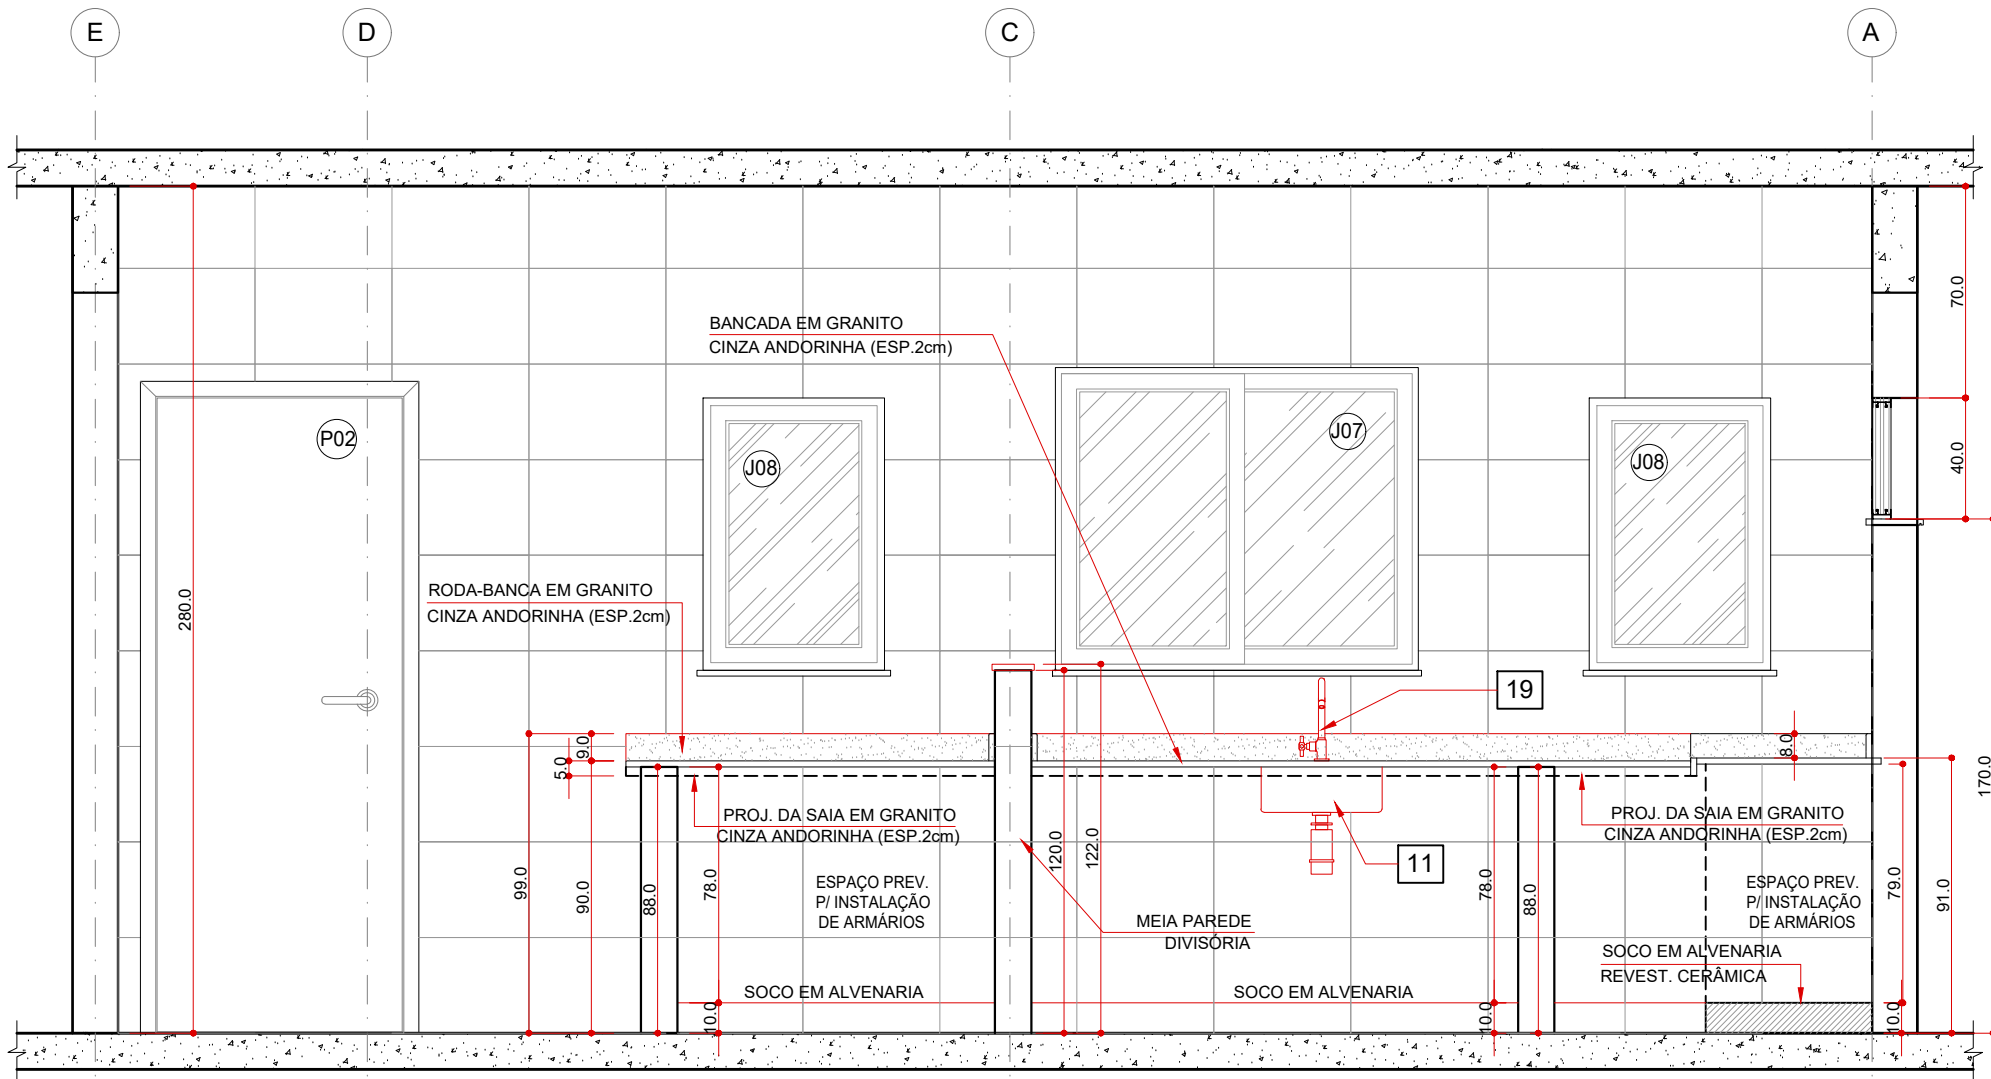 E
D
C
A
BANCADA EM GRANITO
CINZA ANDORINHA (ESP.2cm)
70.0
P02
J08
J07
J08
40.0
RODA-BANCA EM GRANITO
CINZA ANDORINHA (ESP.2cm)
280.0
19
9.0
5.0
8.0
170.0
PROJ. DA SAIA EM GRANITO
CINZA ANDORINHA (ESP.2cm)
PROJ. DA SAIA EM GRANITO
CINZA ANDORINHA (ESP.2cm)
11
99.0
90.0
88.0
78.0
120.0
122.0
78.0
88.0
79.0
91.0
ESPAÇO PREV.
P/ INSTALAÇÃO
DE ARMÁRIOS
ESPAÇO PREV.
P/ INSTALAÇÃO
DE ARMÁRIOS
MEIA PAREDE
DIVISÓRIA
SOCO EM ALVENARIA
REVEST. CERÂMICA
SOCO EM ALVENARIA
SOCO EM ALVENARIA
10.0
10.0
10.0